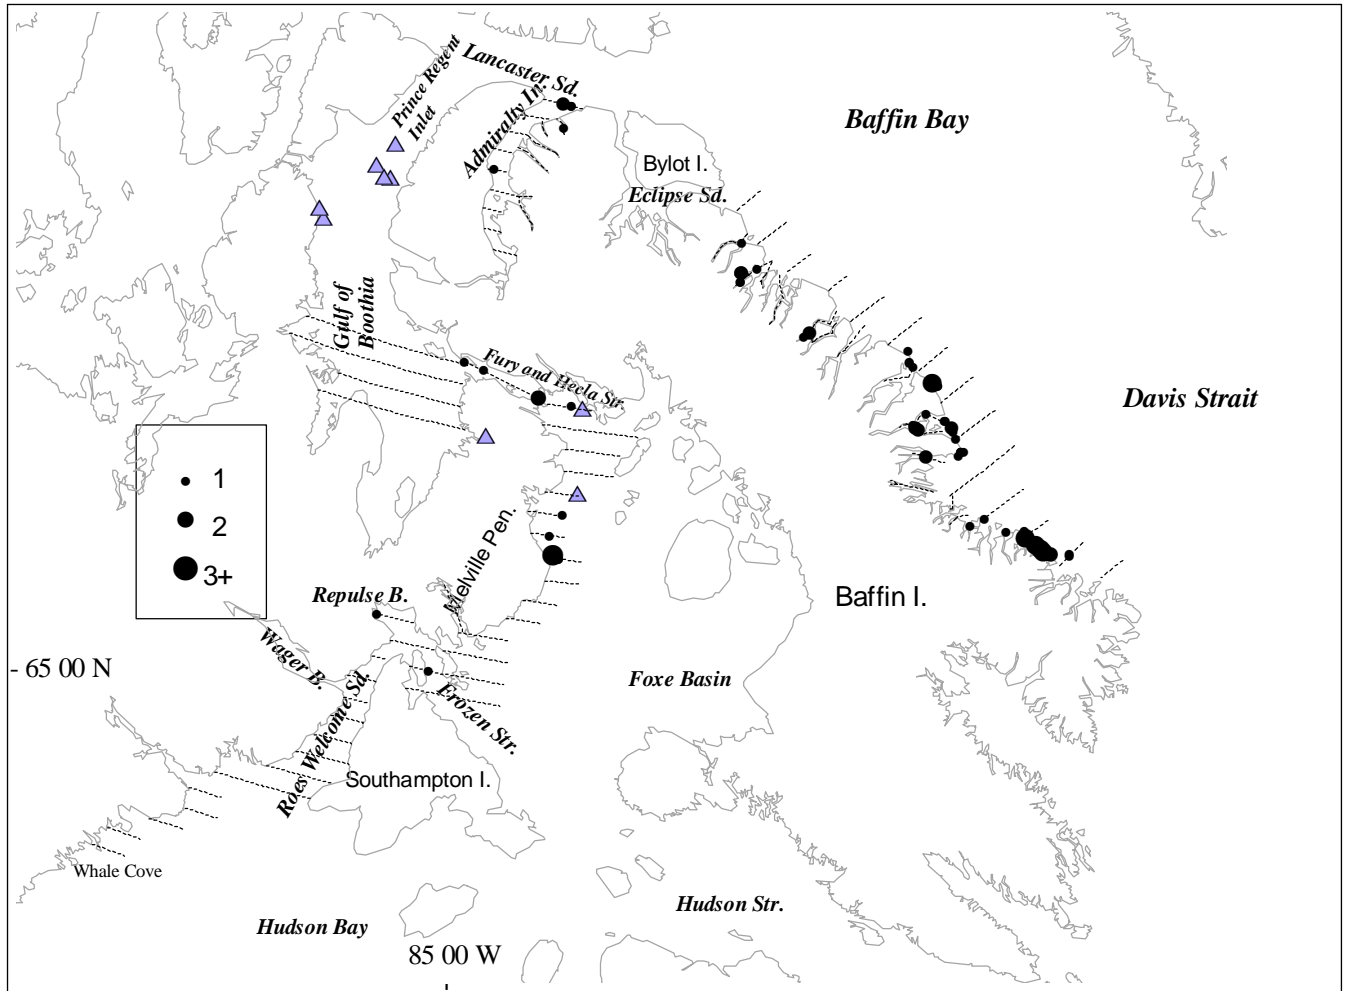 Lancaster Sd.
Prince Regent
Inlet
Admiralty In.
Baffin Bay
Bylot I.
Eclipse Sd.
Gulf of
Boothia
Fury and Hecla Str.
Davis Strait
1
2
3+
Melville Pen.
Repulse B.
Baffin I.
Wager B.
- 65 00 N
Foxe Basin
Roes Welcome Sd.
Frozen Str.
Southampton I.
Whale Cove
Hudson Str.
Hudson Bay
85 00 W